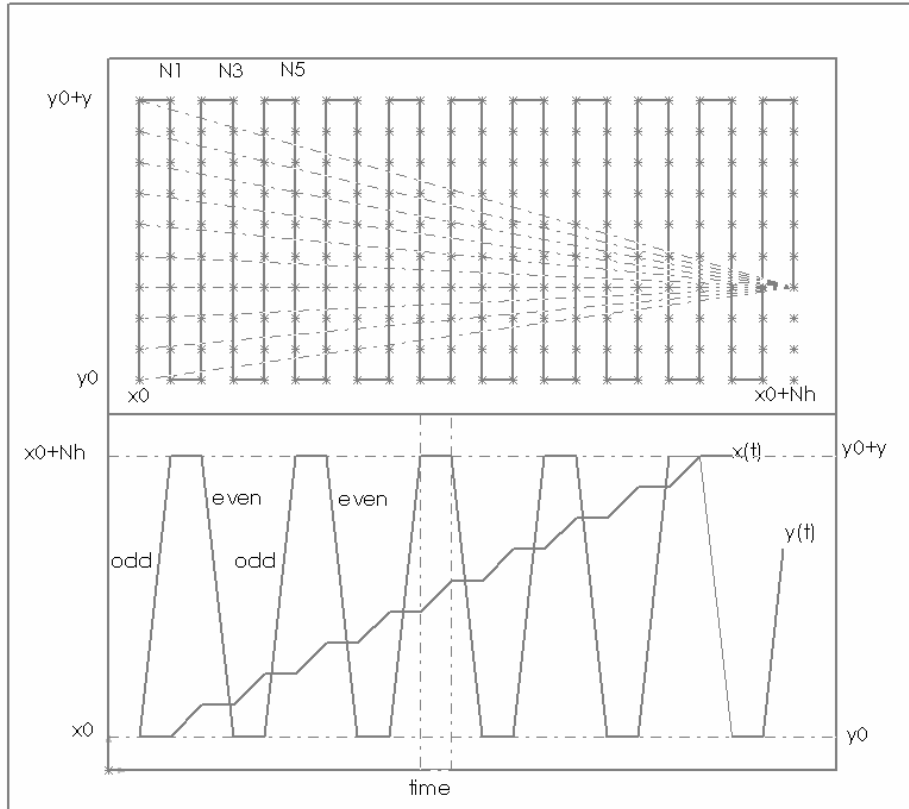 N1 N3 N5
y0+y
y0
x0 x0+Nh
x0+Nh x(t) y0+y
even even
y(t)
odd odd
x0 y0
time